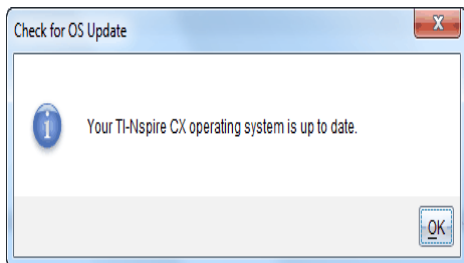 Check for OS Update
Your TI-Nspire CX operating system is up to date.
OK